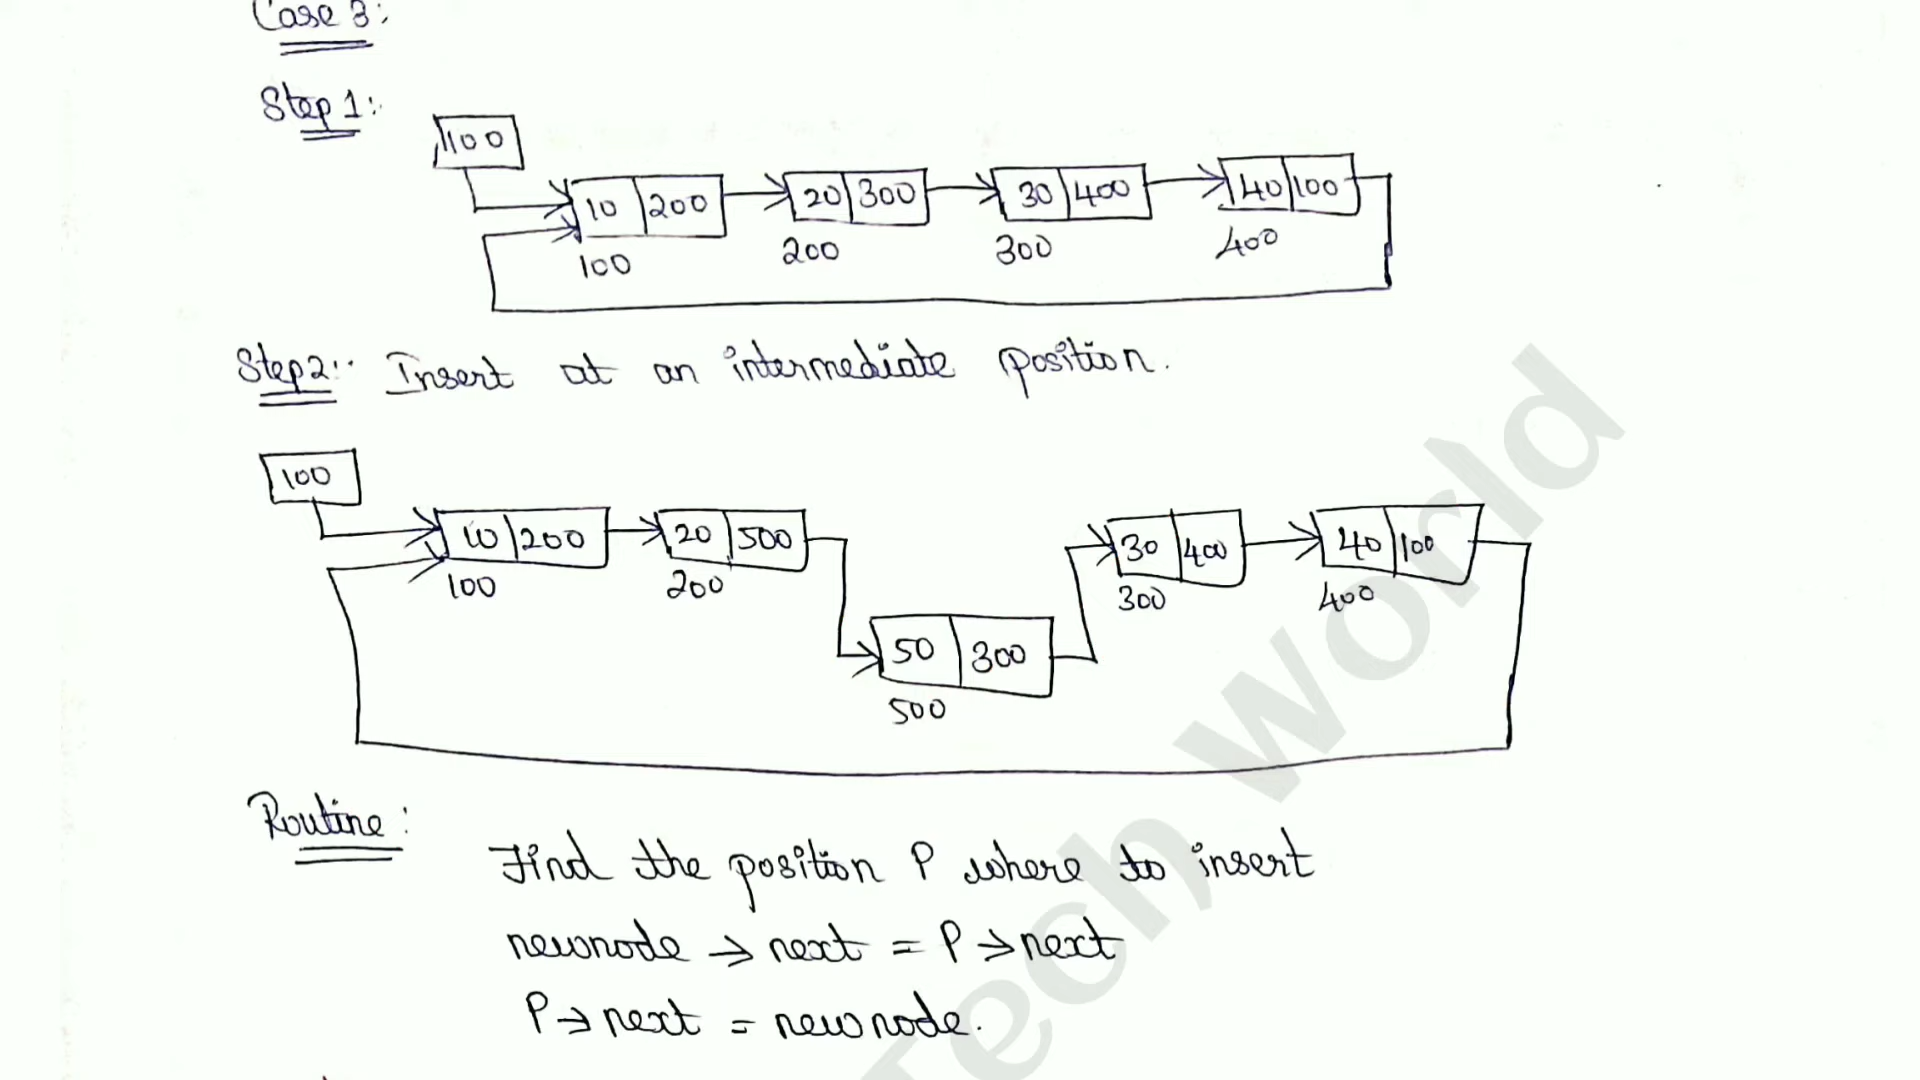 Case 3:
Step 1:
100
10 200 20 300 30 400 40 100
100 200 300 400
Step2: Insert at an intermediate position.
100
10 200 20 500 30 400 40 100
100 200 300 400
50 300
500
Routine:
Find the position P where to insert
newnode → next = P → next
P → next = newnode.
Tech world